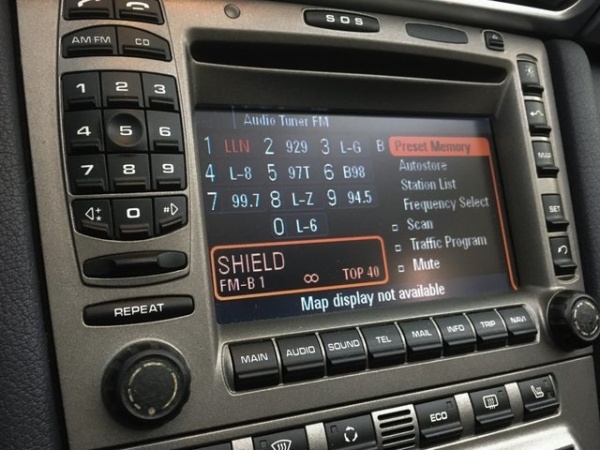 SOS
AM FM CD
1 2 3
4 5 6
7 8 9
0 #
REPEAT
Audio Tuner FM
1 LLN 2 929 3 L-G B
4 L-8 5 97T 6 B98
7 99.7 8 L-Z 9 94.5
0 L-6
Preset Memory
Autostore
Station List
Frequency Select
Scan
Traffic Program
Mute
SHIELD
FM-B 1 ∞ TOP 40
Map display not available
MAP
SET
MAIN AUDIO SOUND TEL MAIL INFO TRIP NAVI
ECO